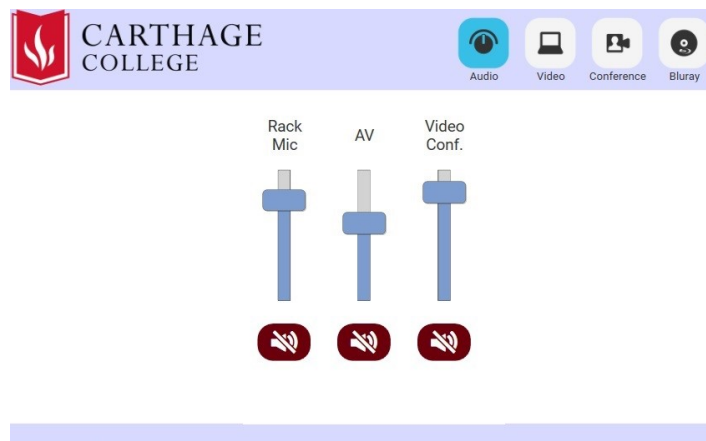 CARTHAGE
COLLEGE
Audio
Video
Conference
Bluray
Rack
Mic
AV
Video
Conf.